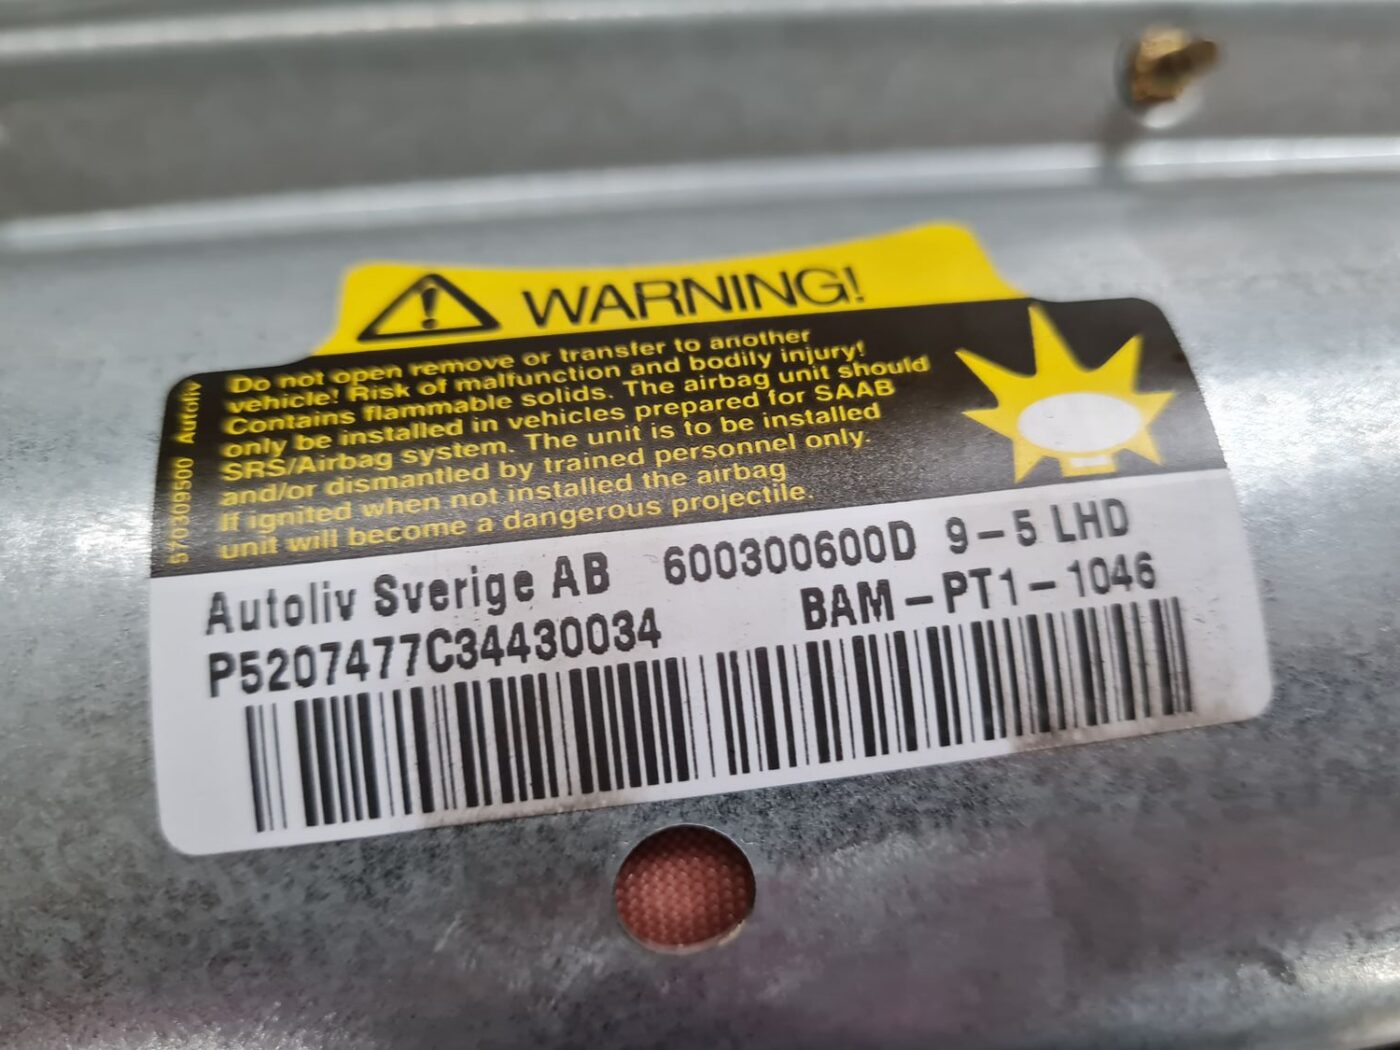 WARNING!
Do not open remove or transfer to another
vehicle! Risk of malfunction and bodily injury!
Contains flammable solids. The airbag unit should
only be installed in vehicles prepared for SAAB
SRS/Airbag system. The unit is to be installed
and/or dismantled by trained personnel only.
If ignited when not installed the airbag
unit will become a dangerous projectile.
570309500 Autoliv
Autoliv Sverige AB 600300600D 9-5 LHD
P5207477C34430034 BAM-PT1-1046